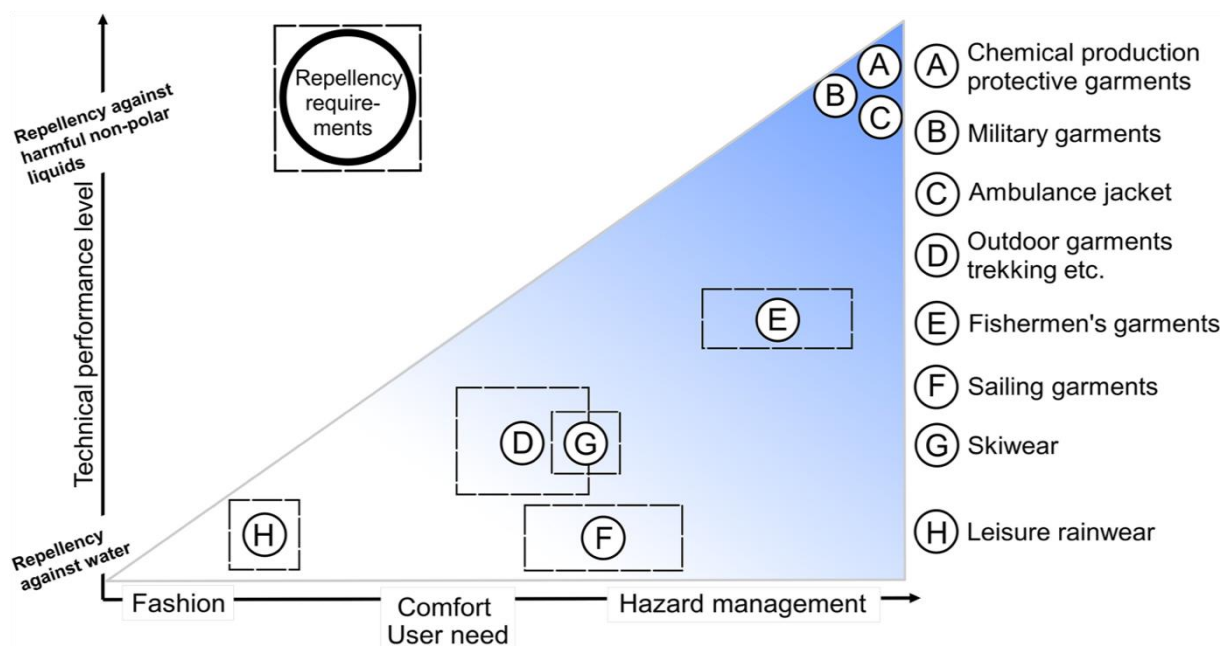 Repellency against
harmful non-polar
liquids
Technical performance level
Repellency
against water
Repellency
require-
ments
A
B
C
E
D
G
H
F
Fashion
Comfort
User need
Hazard management
A Chemical production
protective garments
B Military garments
C Ambulance jacket
D Outdoor garments
trekking etc.
E Fishermen's garments
F Sailing garments
G Skiwear
H Leisure rainwear